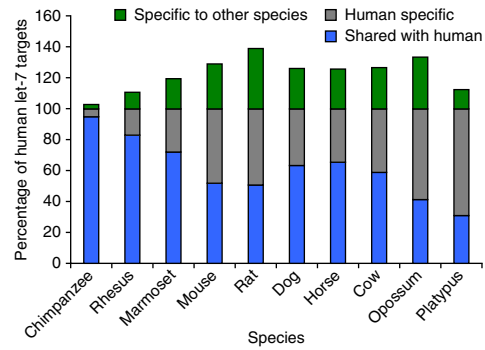 Specific to other species
Human specific
Shared with human
Percentage of human let-7 targets
160
140
120
100
80
60
40
20
0
Chimpanzee
Rhesus
Marmoset
Mouse
Rat
Dog
Horse
Cow
Opossum
Platypus
Species